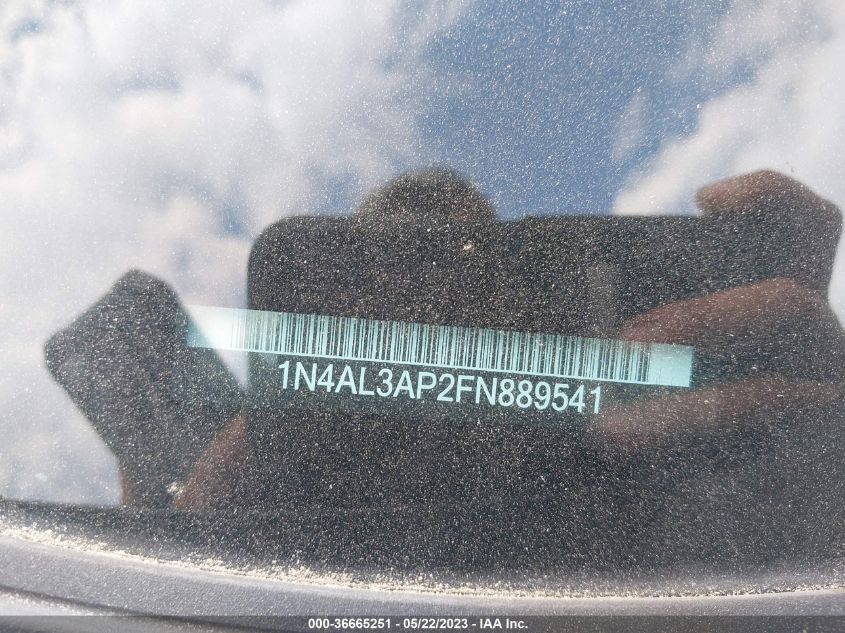 1N4AL3AP2FN889541
000-36665251 - 05/22/2023 - IAA Inc.